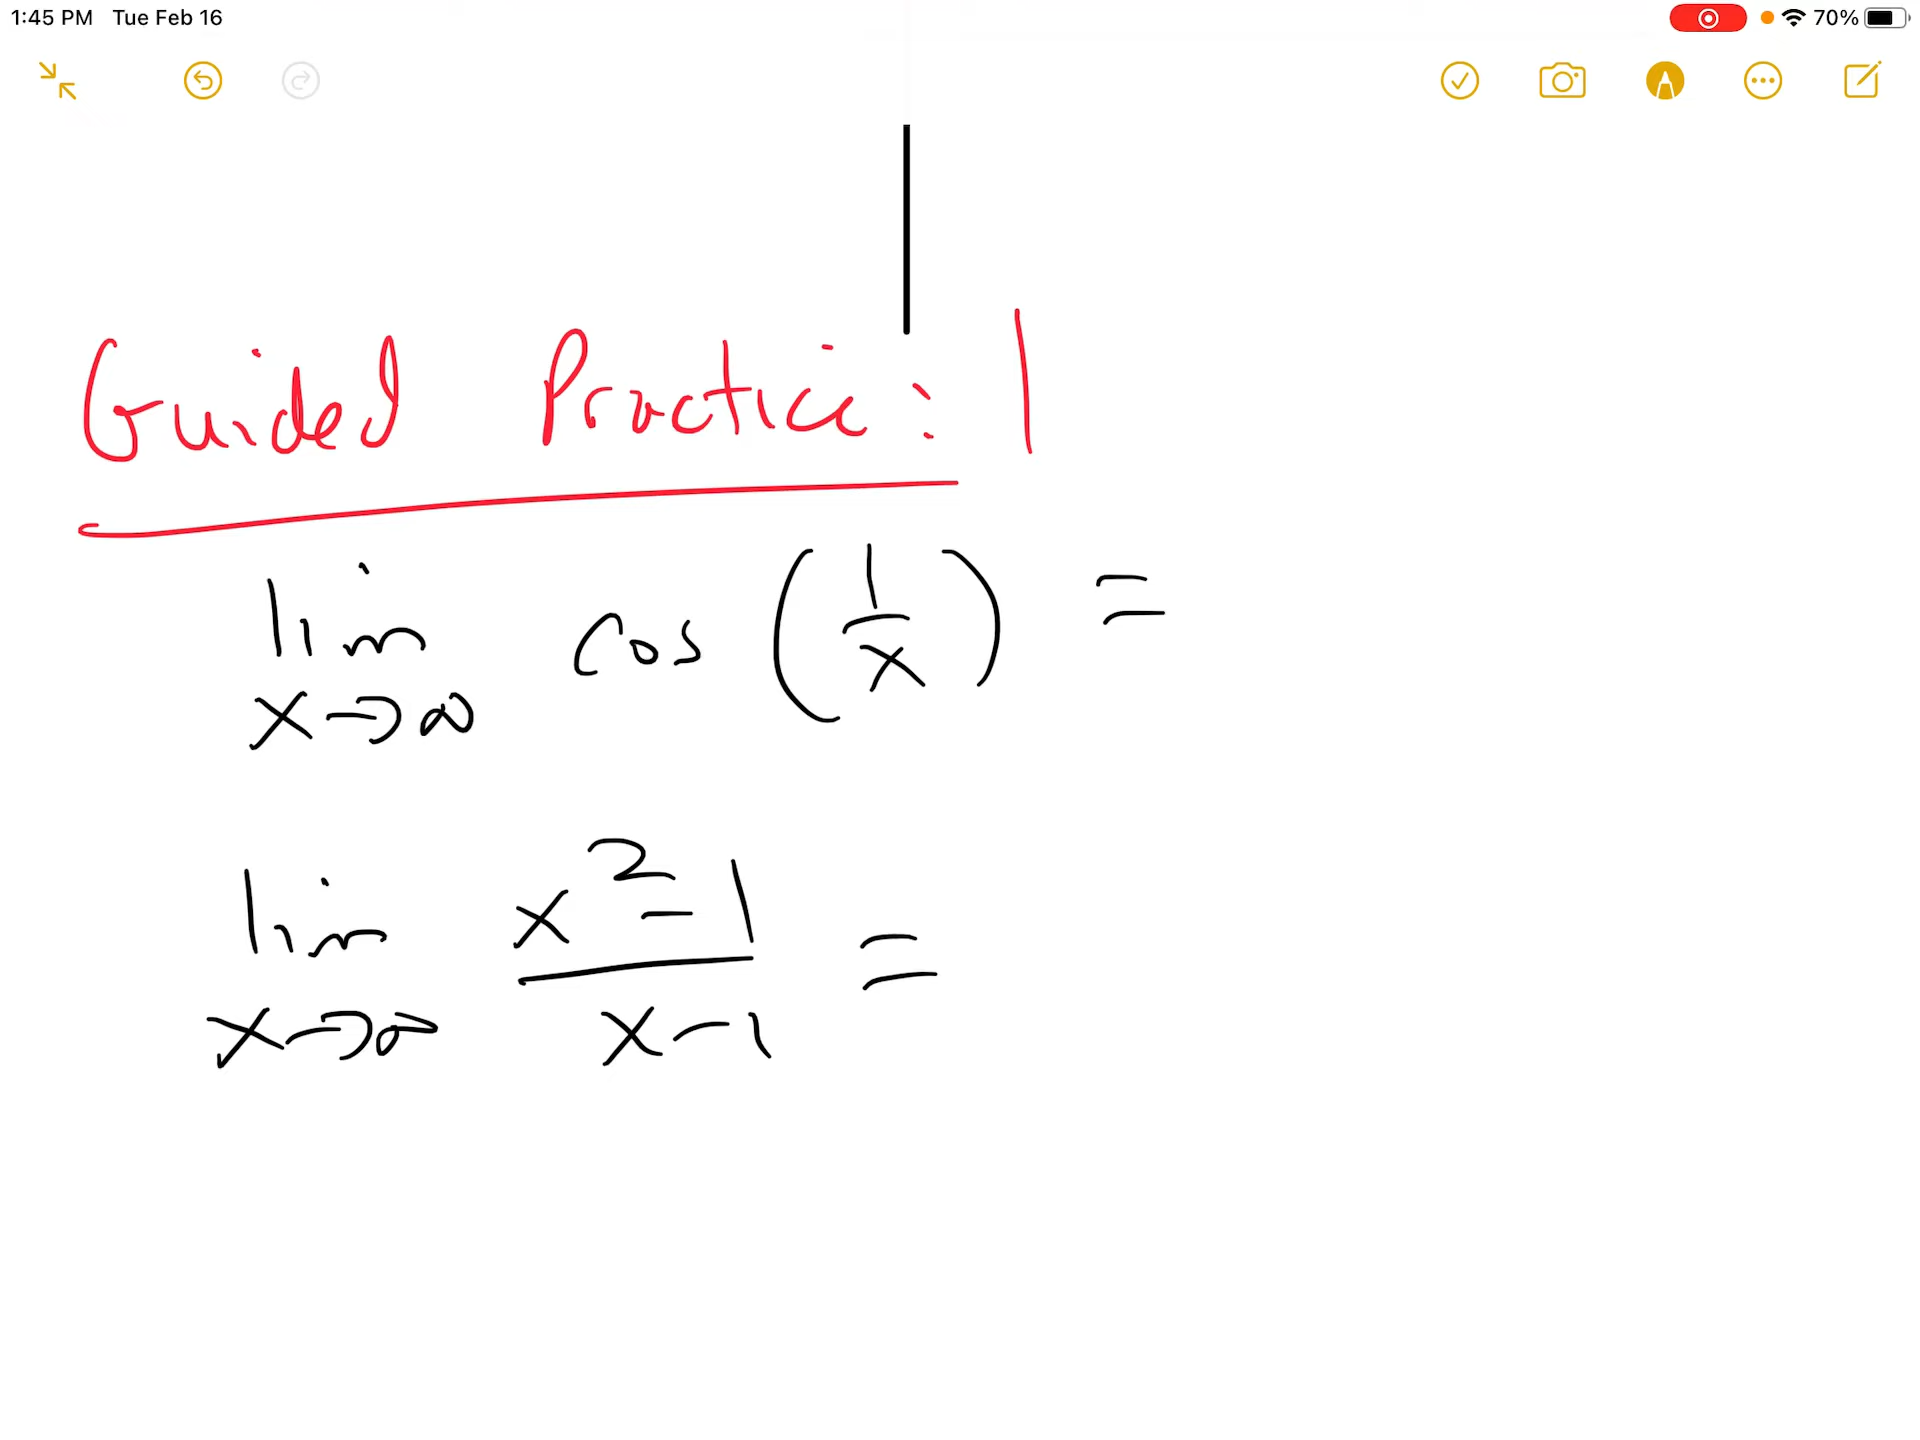 1:45 PM Tue Feb 16 70%
Guided Practice: 1
lim cos (1/x) =
x→∞
lim x² - 1 / x - 1 =
x→∞